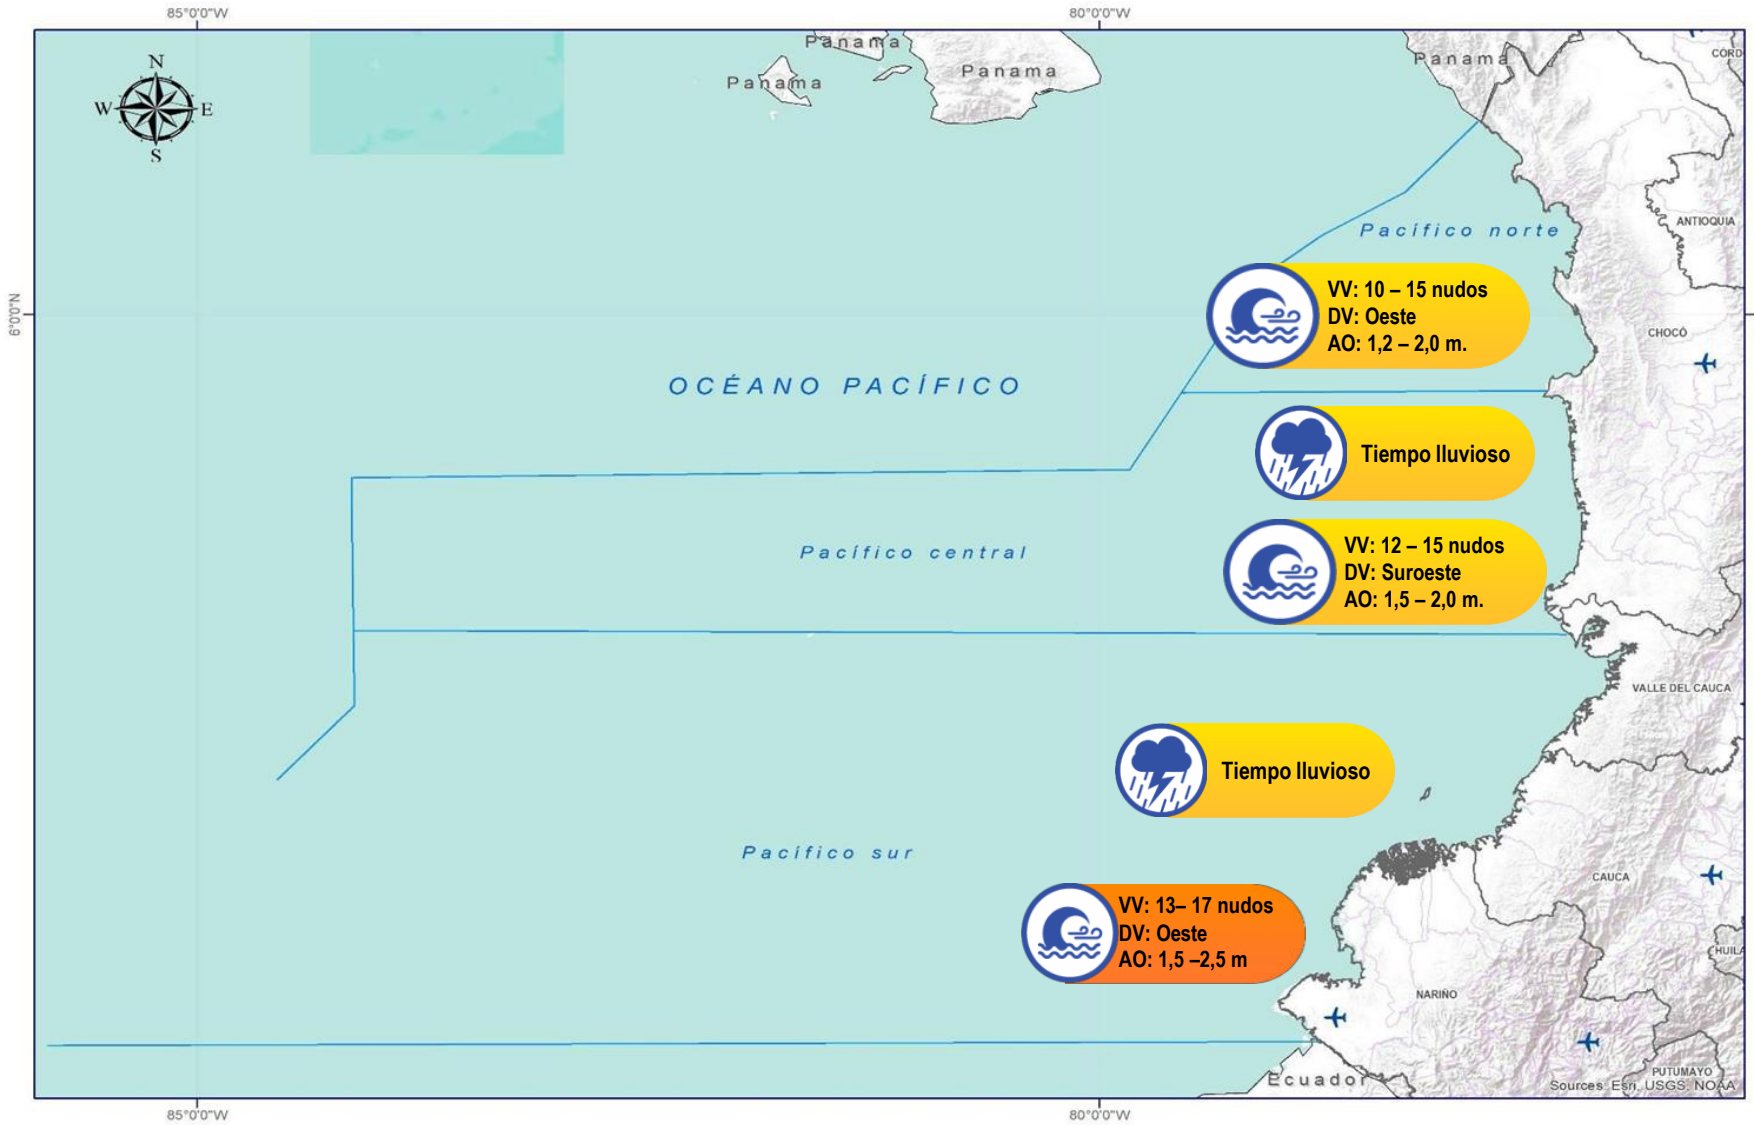 85°0'0"W
80°0'0"W
N
W
E
S
Panama
Panama
Panama
Panama
CORD
ANTIOQUIA
Pacífico norte
6°0'0"N
VV: 10 – 15 nudos
DV: Oeste
AO: 1,2 – 2,0 m.
CHOCÓ
OCÉANO PACÍFICO
Tiempo lluvioso
Pacífico central
VV: 12 – 15 nudos
DV: Suroeste
AO: 1,5 – 2,0 m.
VALLE DEL CAUCA
Tiempo lluvioso
Pacífico sur
CAUCA
VV: 13– 17 nudos
DV: Oeste
AO: 1,5 –2,5 m
HUILA
NARIÑO
PUTUMAYO
Ecuador
Sources: Esri, USGS, NOAA
85°0'0"W
80°0'0"W